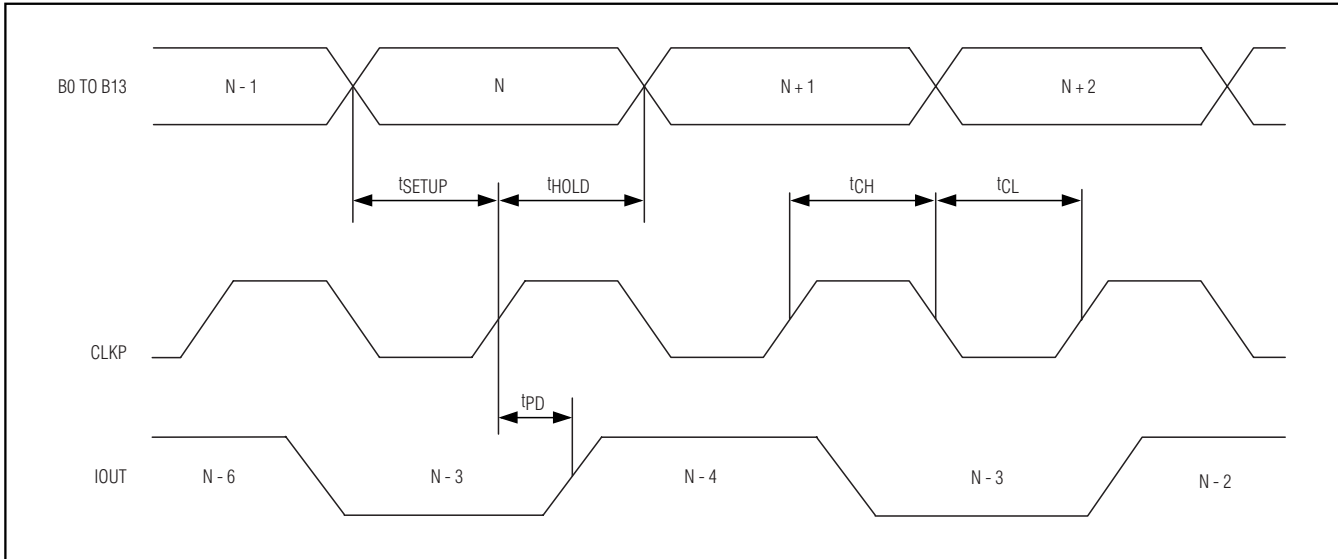 B0 TO B13
N - 1
N
N + 1
N + 2
tSETUP
tHOLD
tCH
tCL
CLKP
tPD
IOUT
N - 6
N - 3
N - 4
N - 3
N - 2